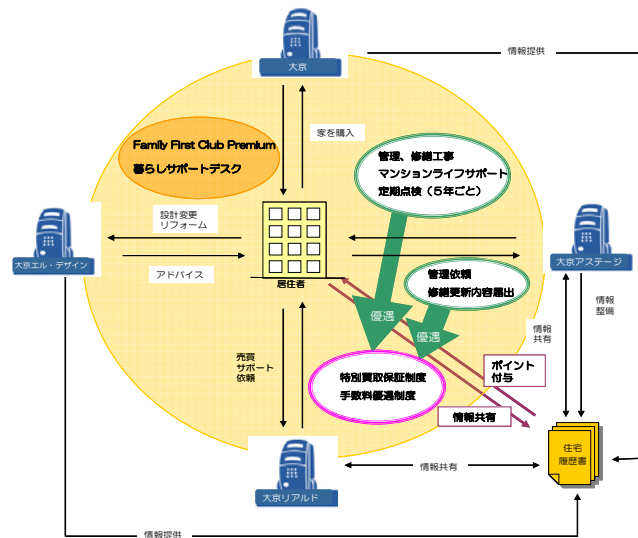 大京
情報提供
家を購入
Family First Club Premium
暮らしサポートデスク
管理、修繕工事
マンションライフサポート
定期点検（５年ごと）
設計変更
リフォーム
アドバイス
大京エル・デザイン
居住者
大京アステージ
管理依頼
修繕更新内容届出
優遇
優遇
情報
共有
情報
整備
売買
サポート
依頼
特別買取保証制度
手数料優遇制度
ポイント
付与
情報共有
住宅
履歴書
大京リアルド
情報共有
情報提供